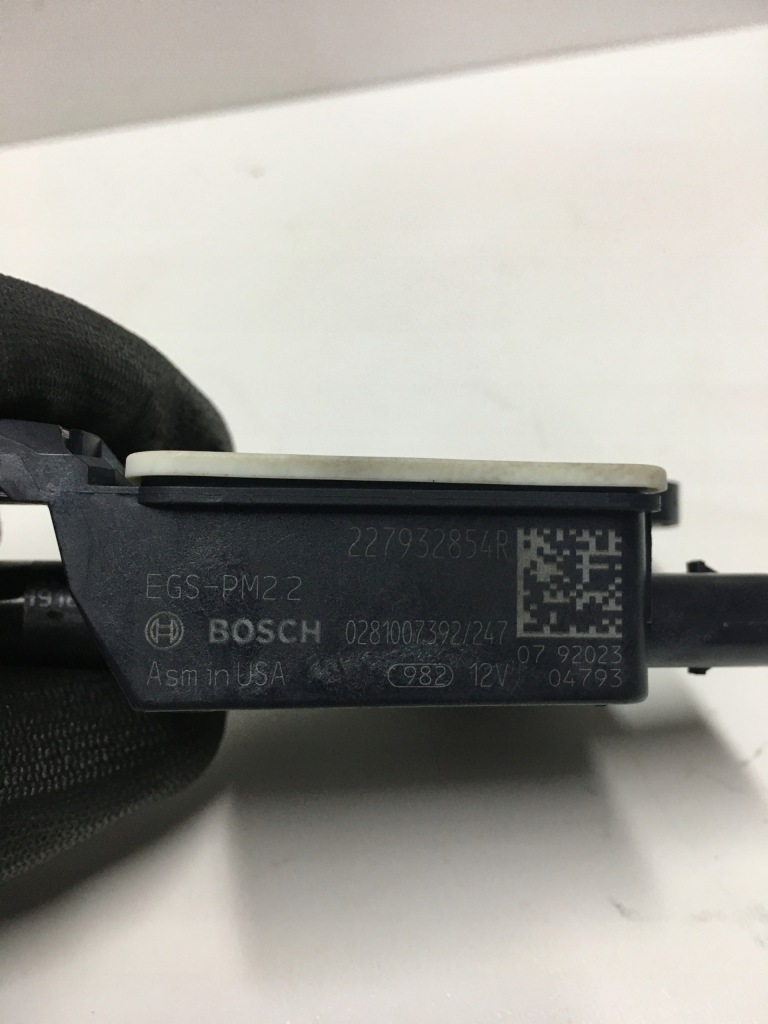 227932854R
EGS-PM2.2
BOSCH 0281007392/247
Asm in USA 982 12V
07 92023
04793